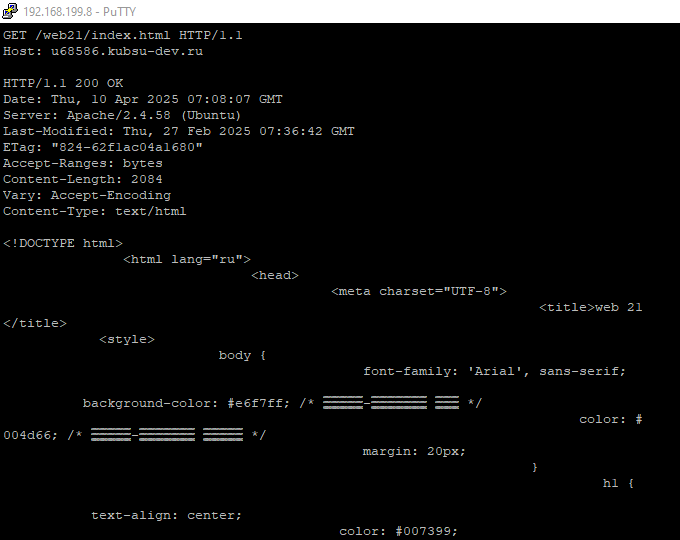 192.168.199.8 - PuTTY
GET /web21/index.html HTTP/1.1
Host: u68586.kubsu-dev.ru
HTTP/1.1 200 OK
Date: Thu, 10 Apr 2025 07:08:07 GMT
Server: Apache/2.4.58 (Ubuntu)
Last-Modified: Thu, 27 Feb 2025 07:36:42 GMT
ETag: "824-62f1ac04a1680"
Accept-Ranges: bytes
Content-Length: 2084
Vary: Accept-Encoding
Content-Type: text/html
<!DOCTYPE html>
<html lang="ru">
<head>
<meta charset="UTF-8">
<title>web 21
</title>
<style>
body {
font-family: 'Arial', sans-serif;
background-color: #e6f7ff; /* - */
color: #
004d66; /* - */
margin: 20px;
}
h1 {
text-align: center;
color: #007399;